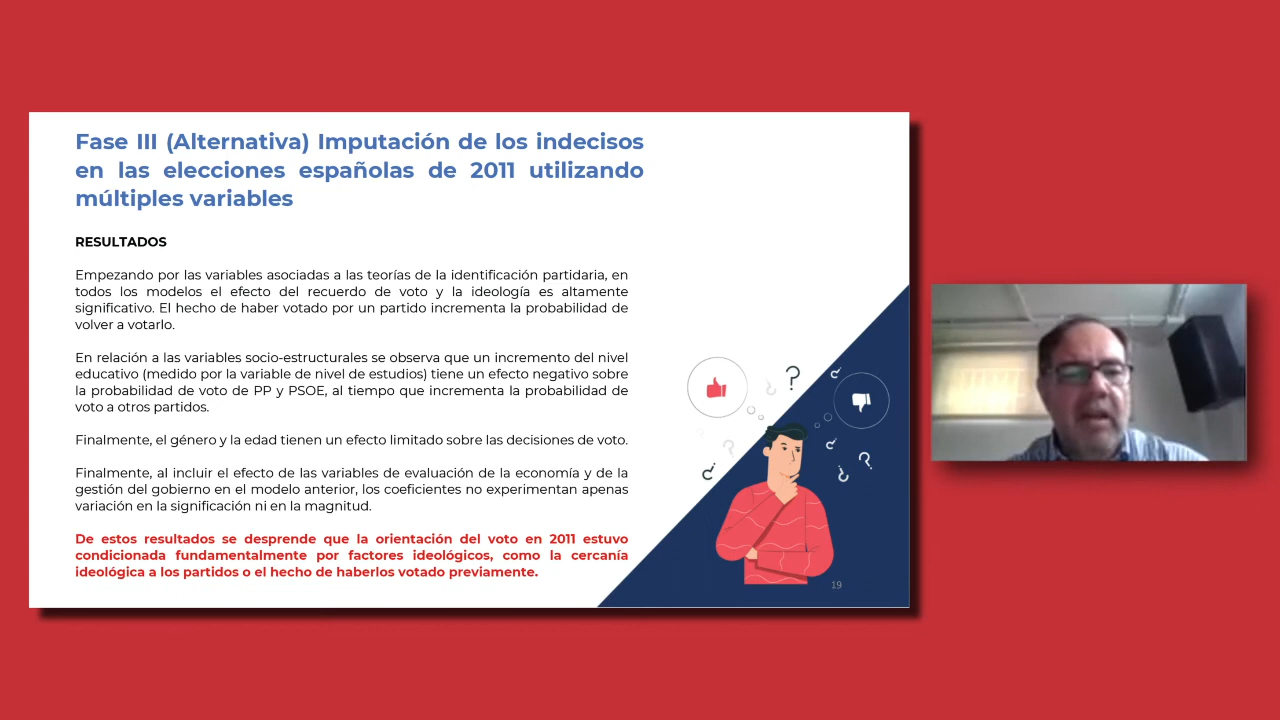 Fase III (Alternativa) Imputación de los indecisos
en las elecciones españolas de 2011 utilizando
múltiples variables
RESULTADOS
Empezando por las variables asociadas a las teorías de la identificación partidaria, en
todos los modelos el efecto del recuerdo de voto y la ideología es altamente
significativo. El hecho de haber votado por un partido incrementa la probabilidad de
volver a votarlo.
En relación a las variables socio-estructurales se observa que un incremento del nivel
educativo (medido por la variable de nivel de estudios) tiene un efecto negativo sobre
la probabilidad de voto de PP y PSOE, al tiempo que incrementa la probabilidad de
voto a otros partidos.
Finalmente, el género y la edad tienen un efecto limitado sobre las decisiones de voto.
Finalmente, al incluir el efecto de las variables de evaluación de la economía y de la
gestión del gobierno en el modelo anterior, los coeficientes no experimentan apenas
variación en la significación ni en la magnitud.
De estos resultados se desprende que la orientación del voto en 2011 estuvo
condicionada fundamentalmente por factores ideológicos, como la cercanía
ideológica a los partidos o el hecho de haberlos votado previamente.
19